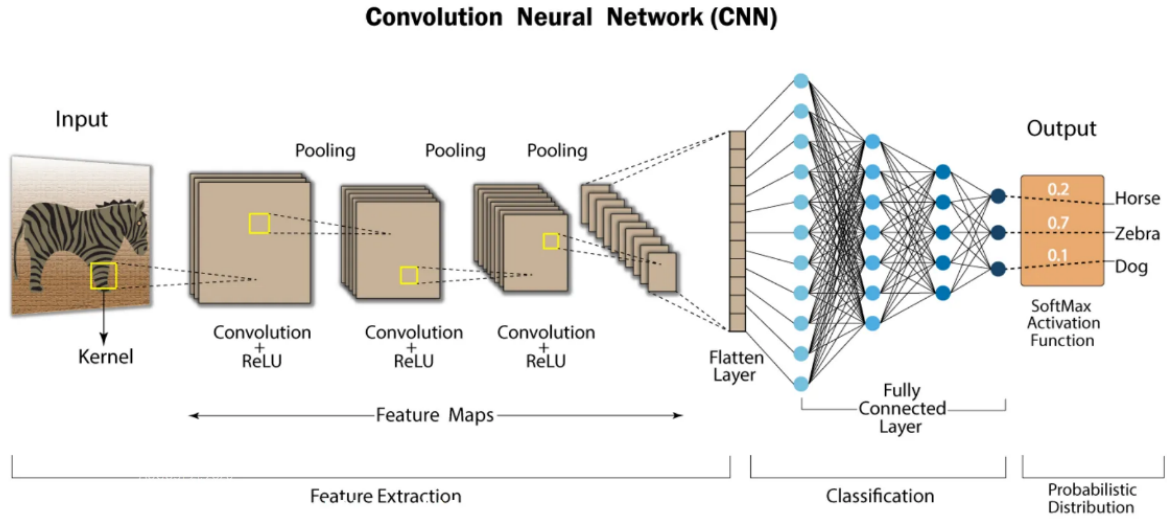 Convolution Neural Network (CNN)
Input
Output
Pooling
Pooling
Pooling
0.2
Horse
0.7
Zebra
0.1
Dog
Kernel
Convolution
+
ReLU
Convolution
+
ReLU
Convolution
+
ReLU
Flatten
Layer
SoftMax
Activation
Function
Feature Maps
Fully
Connected
Layer
Feature Extraction
Classification
Probabilistic
Distribution